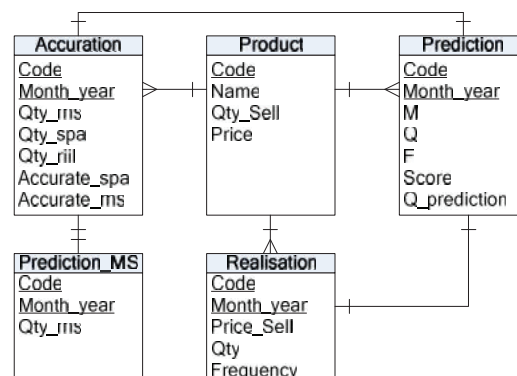 Accuration
Code
Month_year
Qty_ms
Qty_spa
Qty_riil
Accurate_spa
Accurate_ms
Product
Code
Name
Qty_Sell
Price
Prediction
Code
Month_year
M
Q
F
Score
Q_prediction
Prediction_MS
Code
Month_year
Qty_ms
Realisation
Code
Month_year
Price_Sell
Qty
Frequency